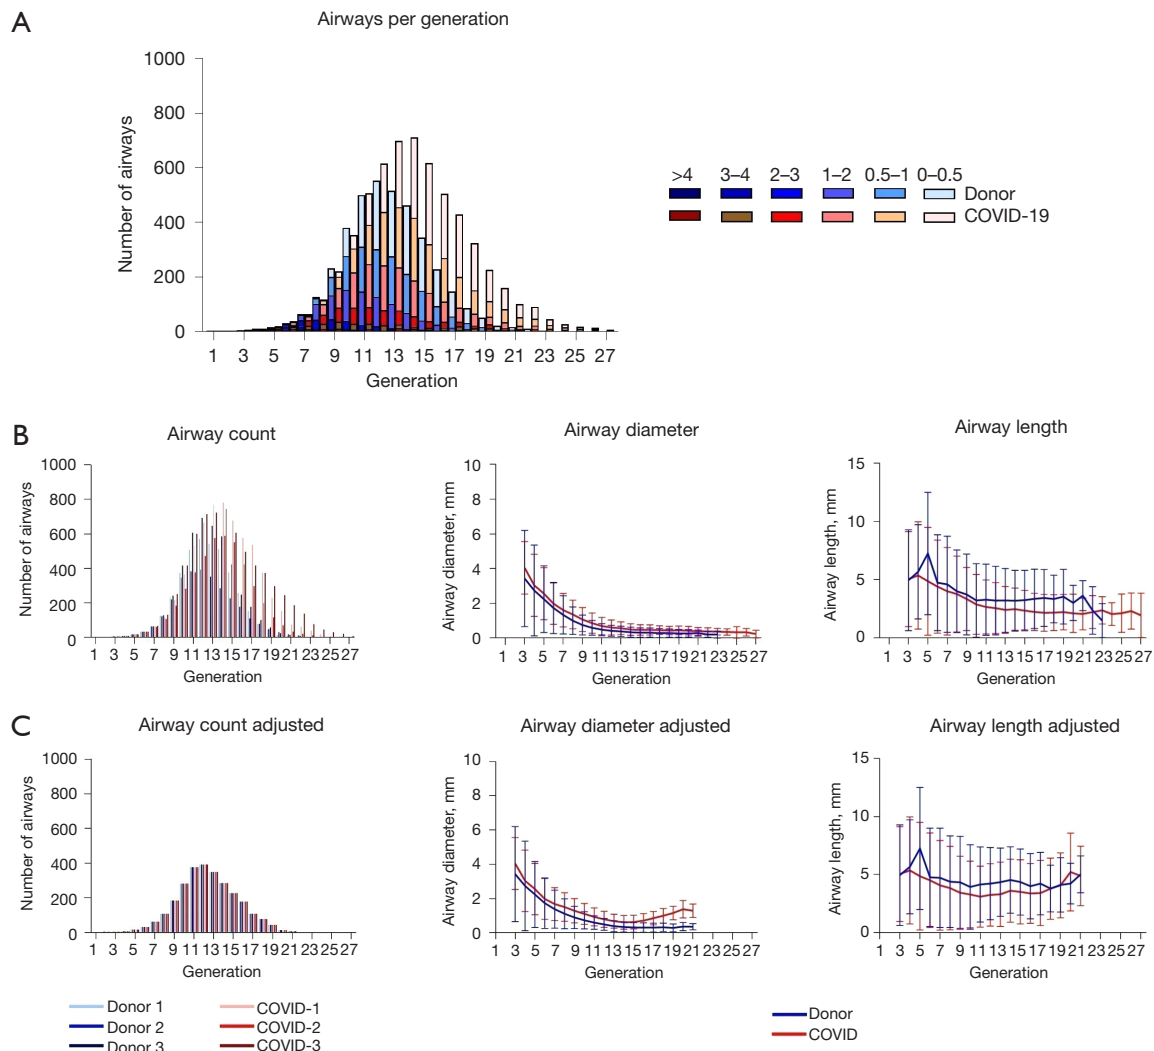 A
Airways per generation
1000
800
600
400
200
0
Number of airways
1 3 5 7 9 11 13 15 17 19 21 23 25 27
Generation
>4 3–4 2–3 1–2 0.5–1 0–0.5
Donor
COVID-19
B
Airway count
1000
800
600
400
200
0
Number of airways
1 3 5 7 9 11 13 15 17 19 21 23 25 27
Generation
Airway diameter
10
8
6
4
2
0
Airway diameter, mm
1 3 5 7 9 11 13 15 17 19 21 23 25 27
Generation
Airway length
15
10
5
0
Airway length, mm
1 3 5 7 9 11 13 15 17 19 21 23 25 27
Generation
C
Airway count adjusted
1000
800
600
400
200
0
Number of airways
1 3 5 7 9 11 13 15 17 19 21 23 25 27
Generation
Airway diameter adjusted
10
8
6
4
2
0
Airway diameter, mm
1 3 5 7 9 11 13 15 17 19 21 23 25 27
Generation
Airway length adjusted
15
10
5
0
Airway length, mm
1 3 5 7 9 11 13 15 17 19 21 23 25 27
Generation
Donor 1
Donor 2
Donor 3
COVID-1
COVID-2
COVID-3
Donor
COVID